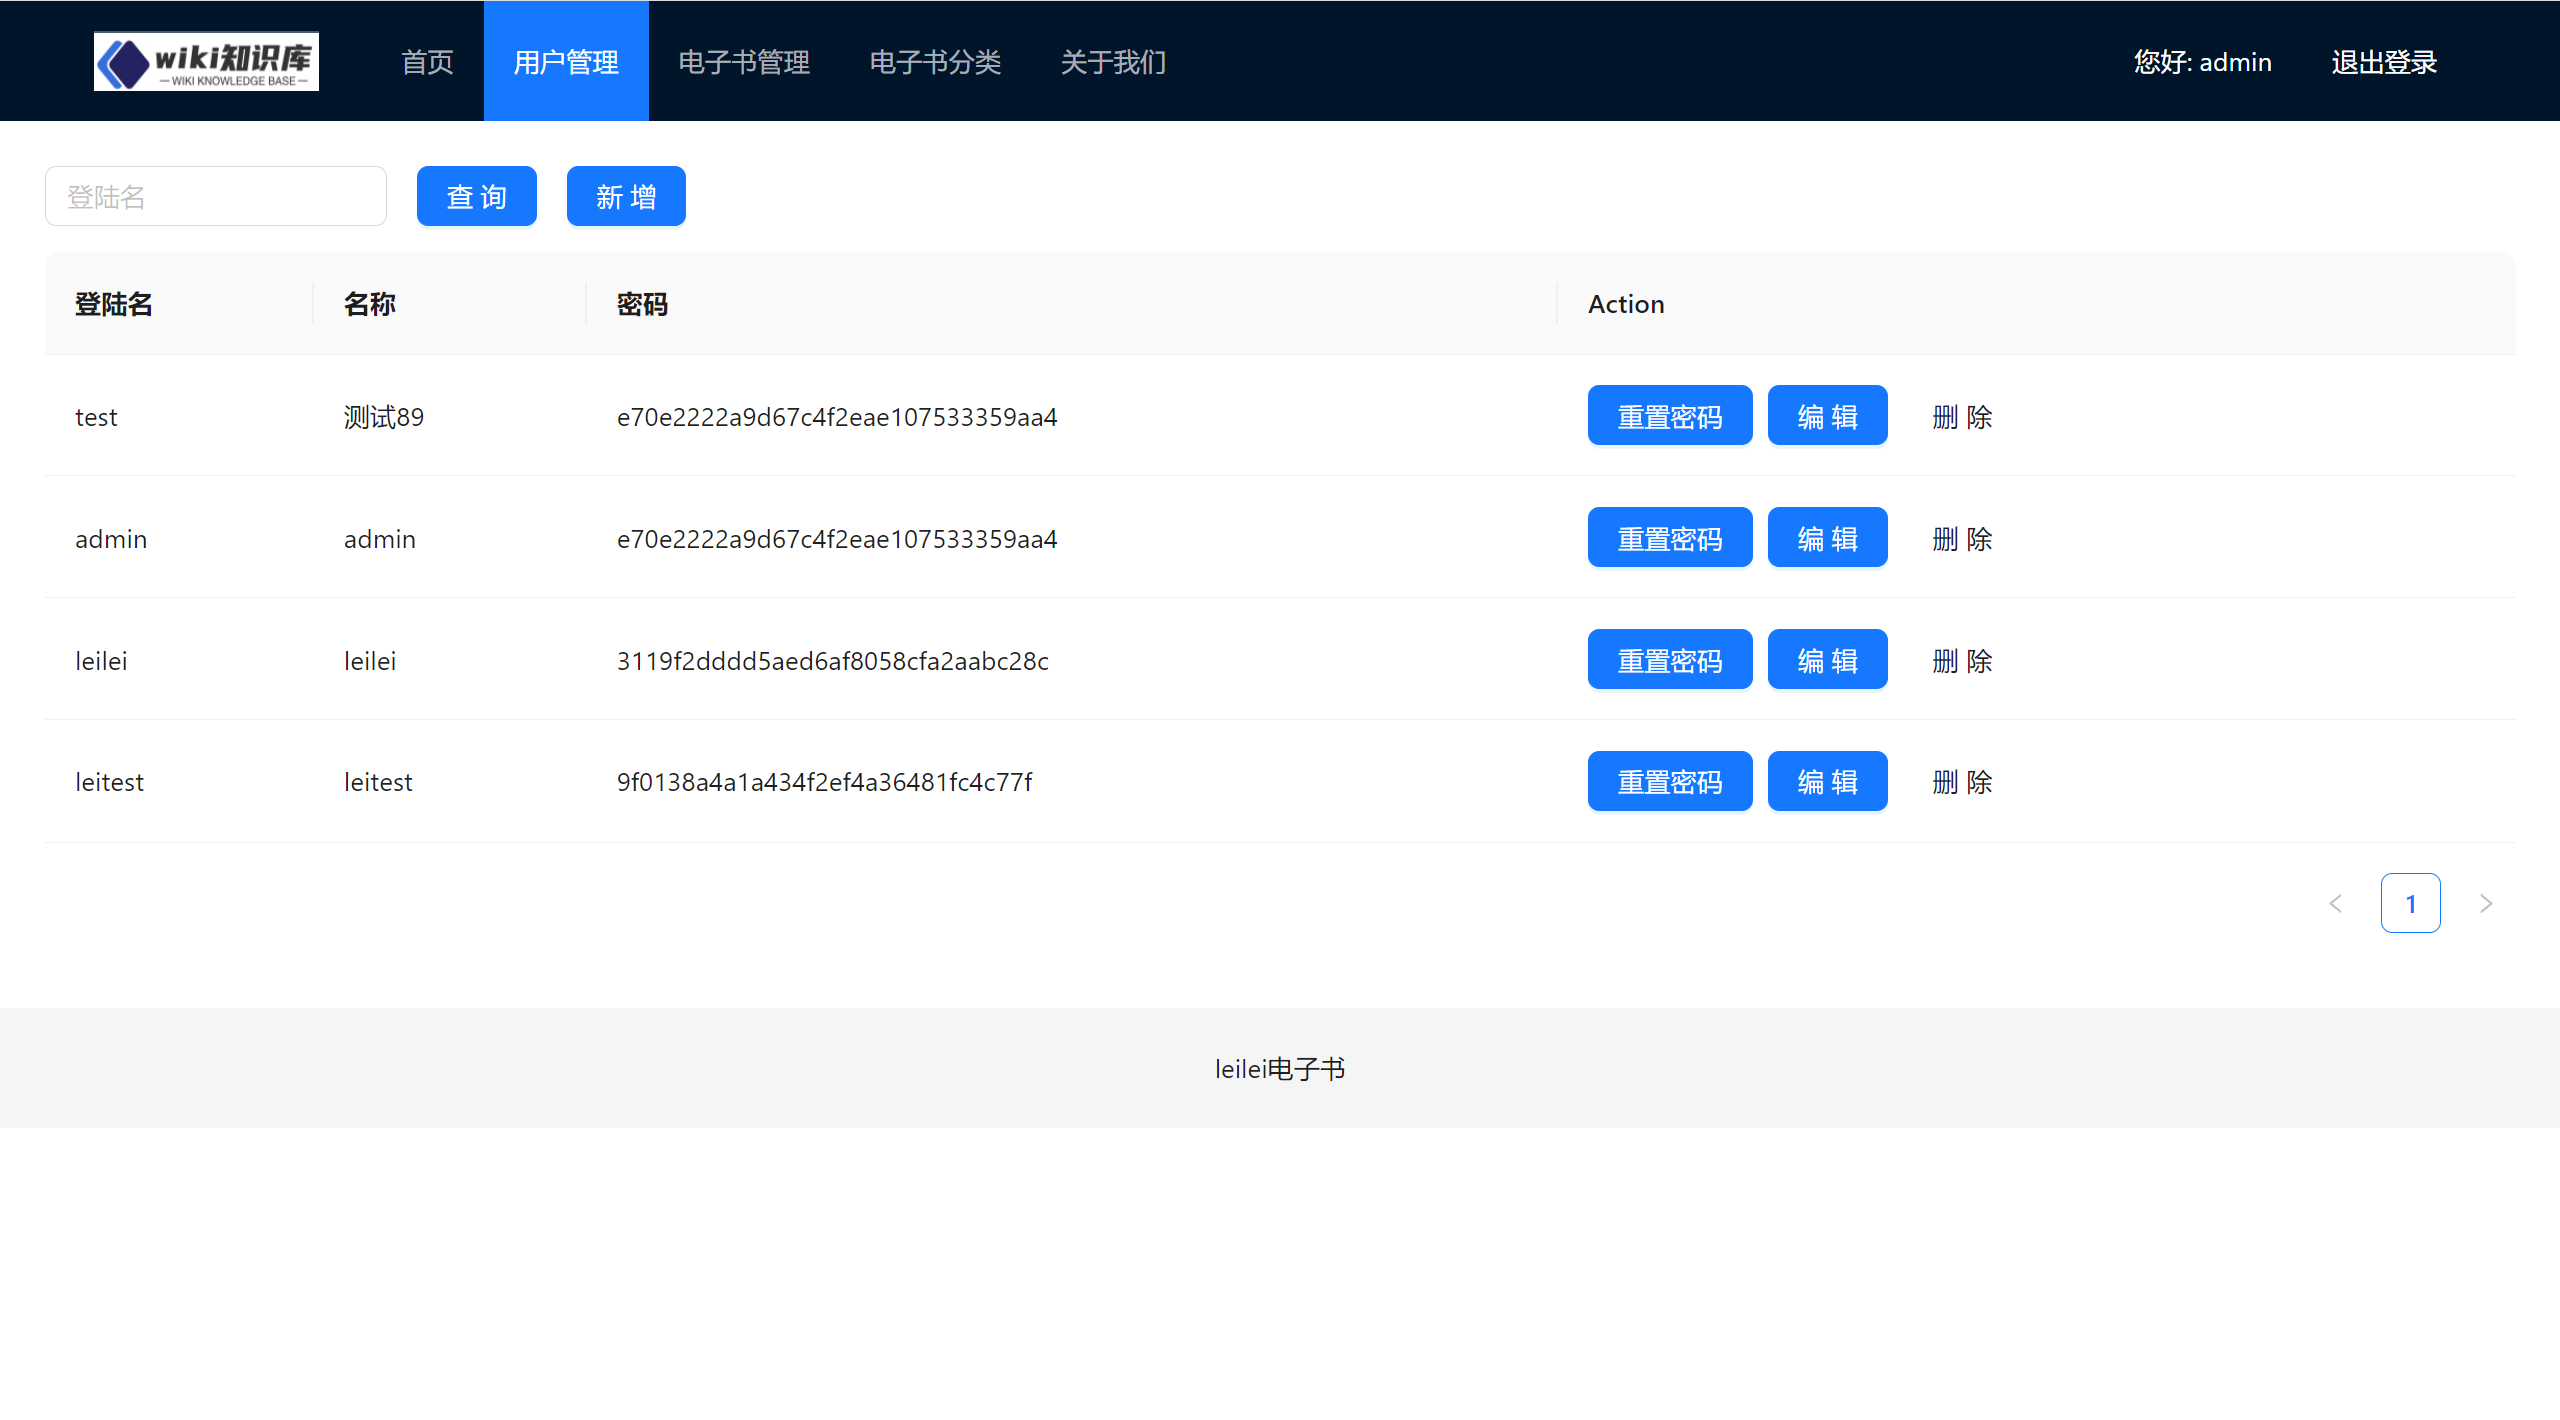 wiki知识库
—WIKI KNOWLEDGE BASE—
首页 用户管理 电子书管理 电子书分类 关于我们 您好: admin 退出登录
登陆名 查 询 新 增
登陆名 名称 密码 Action
test 测试89 e70e2222a9d67c4f2eae107533359aa4 重置密码 编 辑 删 除
admin admin e70e2222a9d67c4f2eae107533359aa4 重置密码 编 辑 删 除
leilei leilei 3119f2dddd5aed6af8058cfa2aabc28c 重置密码 编 辑 删 除
leitest leitest 9f0138a4a1a434f2ef4a36481fc4c77f 重置密码 编 辑 删 除
1
leilei电子书